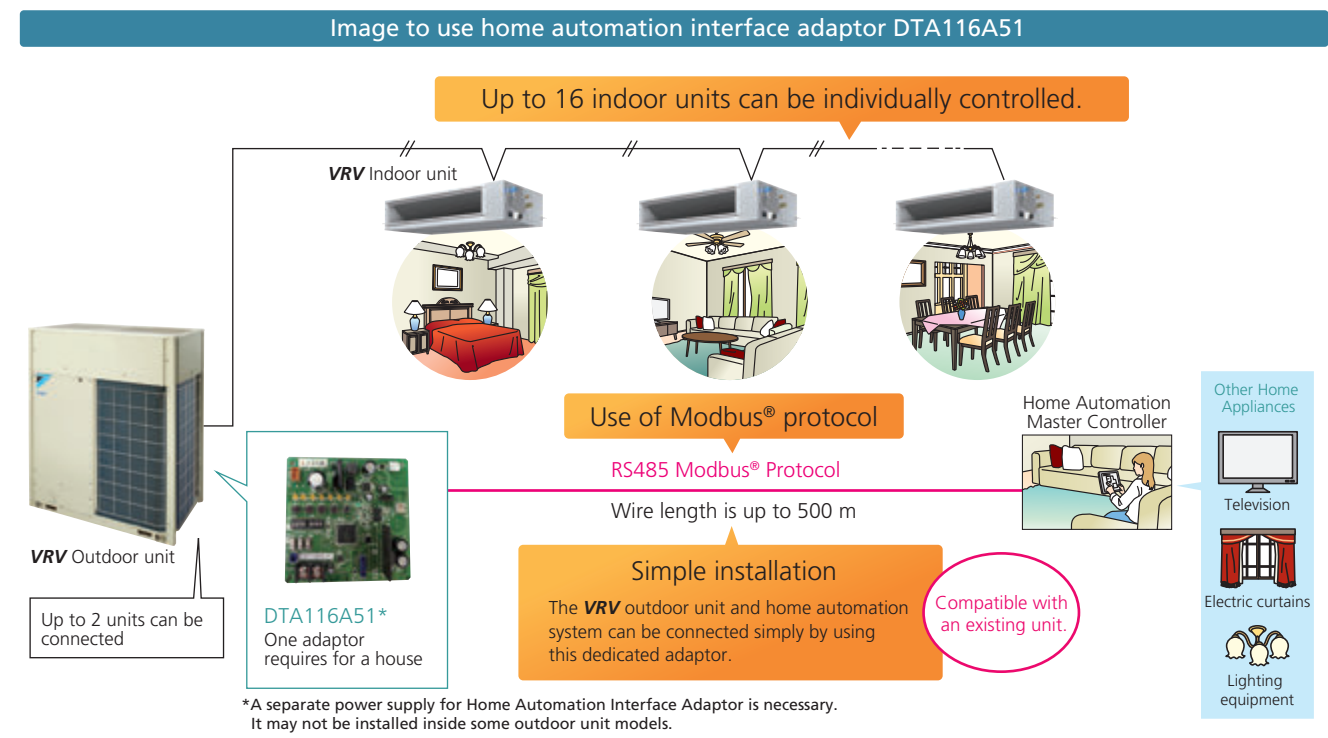 Image to use home automation interface adaptor DTA116A51
Up to 16 indoor units can be individually controlled.
VRV Indoor unit
Use of Modbus® protocol
RS485 Modbus® Protocol
Wire length is up to 500 m
Home Automation
Master Controller
Other Home
Appliances
Television
Electric curtains
Lighting
equipment
VRV Outdoor unit
Up to 2 units can be
connected
DTA116A51*
One adaptor
requires for a house
Simple installation
The VRV outdoor unit and home automation
system can be connected simply by using
this dedicated adaptor.
Compatible with
an existing unit.
*A separate power supply for Home Automation Interface Adaptor is necessary.
It may not be installed inside some outdoor unit models.